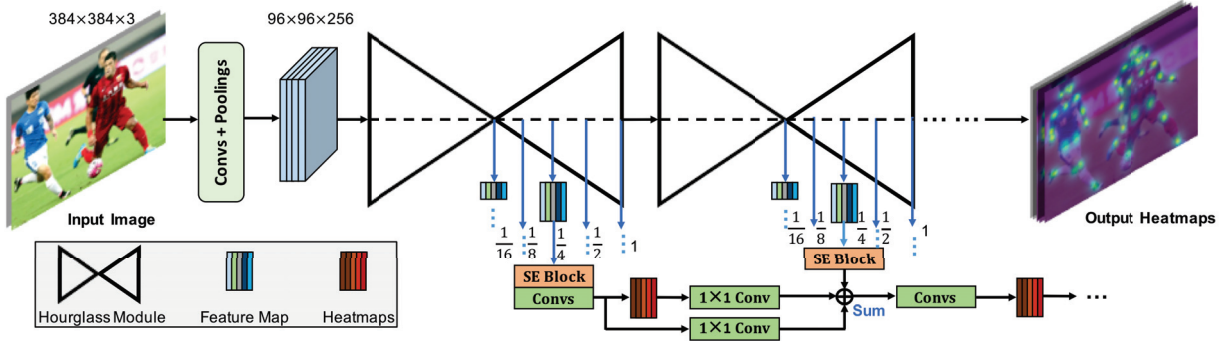 384×384×3
96×96×256
Convs + Poolings
Input Image
Output Heatmaps
1/16
1/8
1/4
1/2
1
1/16
1/8
1/4
1/2
1
SE Block
Convs
SE Block
1×1 Conv
1×1 Conv
Sum
Convs
...
Hourglass Module
Feature Map
Heatmaps